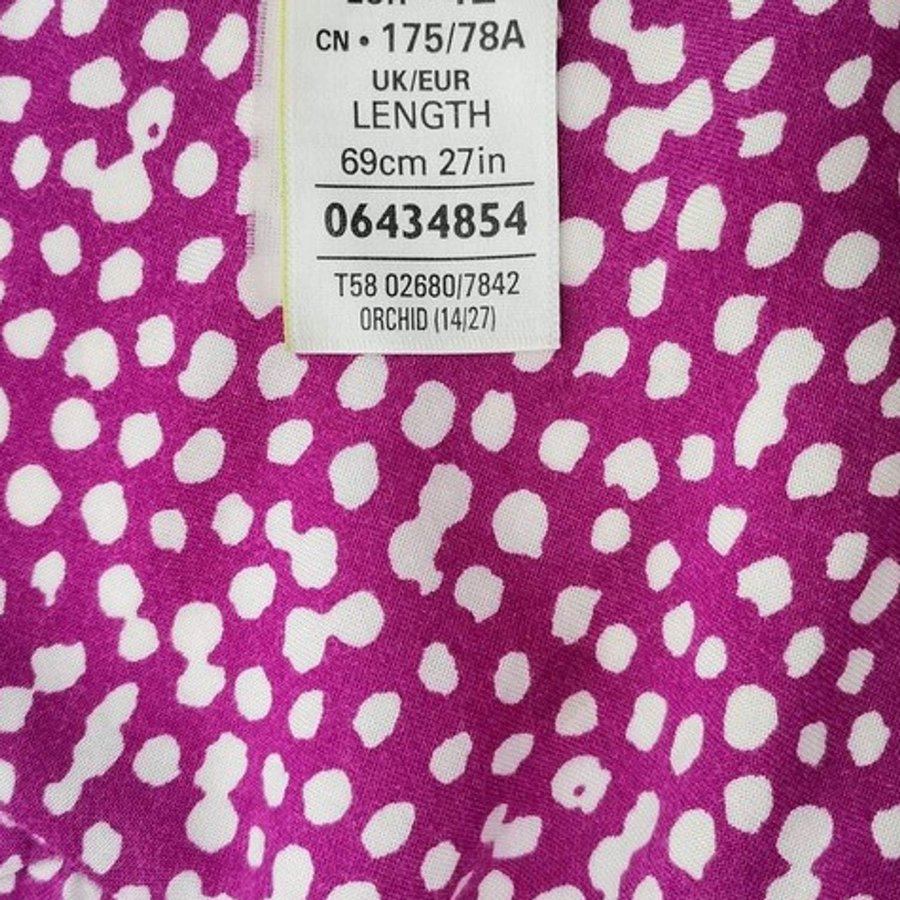 CN • 175/78A
UK/EUR
LENGTH
69cm 27in
06434854
T58 02680/7842
ORCHID (14/27)